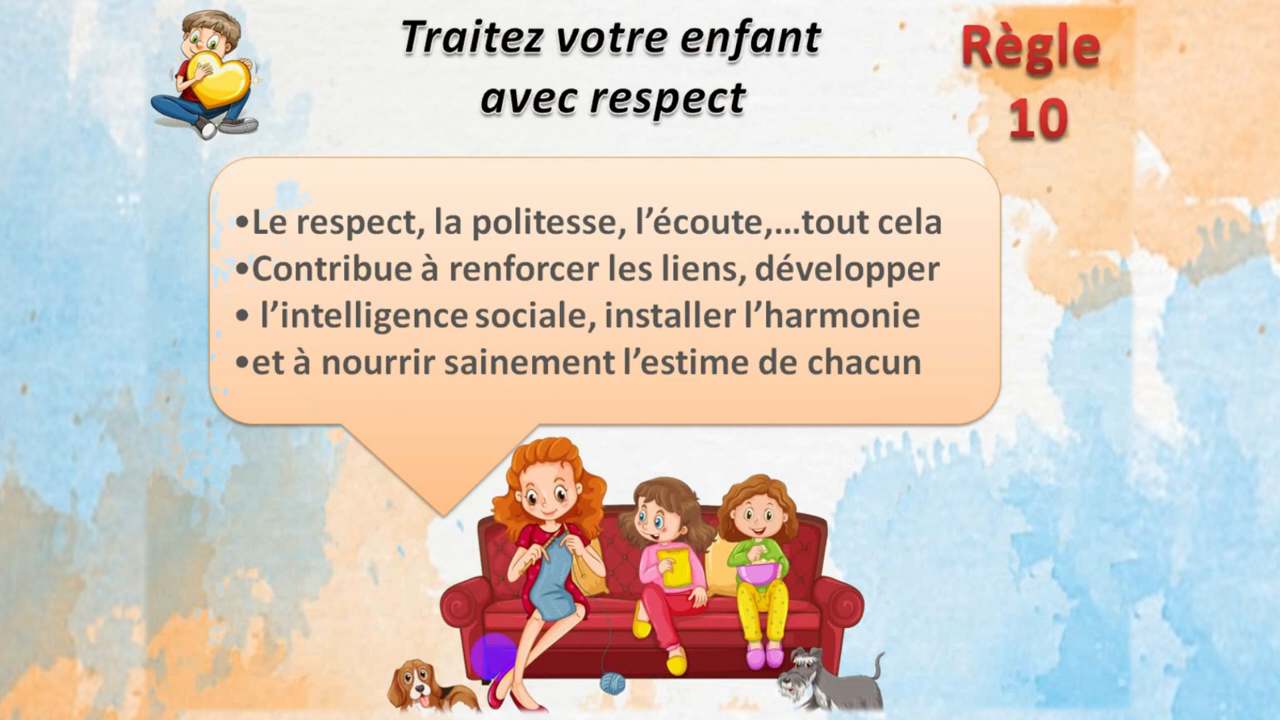 Traitez votre enfant
avec respect
Règle
10
•Le respect, la politesse, l’écoute,...tout cela
•Contribue à renforcer les liens, développer
• l’intelligence sociale, installer l’harmonie
•et à nourrir sainement l’estime de chacun